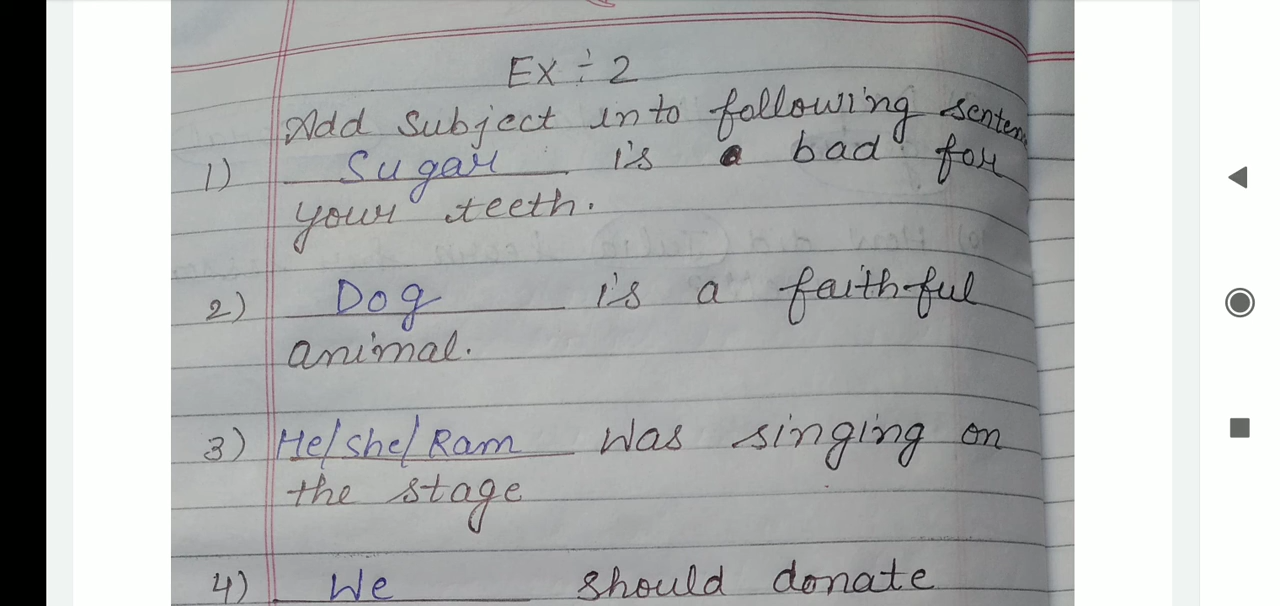 Ex ÷ 2
Add Subject into following senten
1) Sugar is a bad for
your teeth.
2) Dog is a faithful
animal.
3) He/She/Ram Was singing on
the stage
4) We should donate